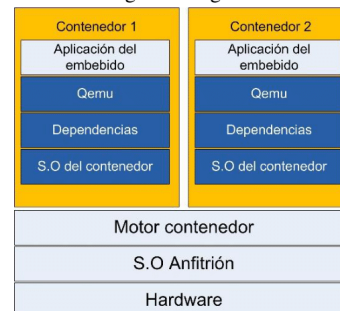 Contenedor 1
Aplicación del
embebido
Qemu
Dependencias
S.O del contenedor
Contenedor 2
Aplicación del
embebido
Qemu
Dependencias
S.O del contenedor
Motor contenedor
S.O Anfitrión
Hardware